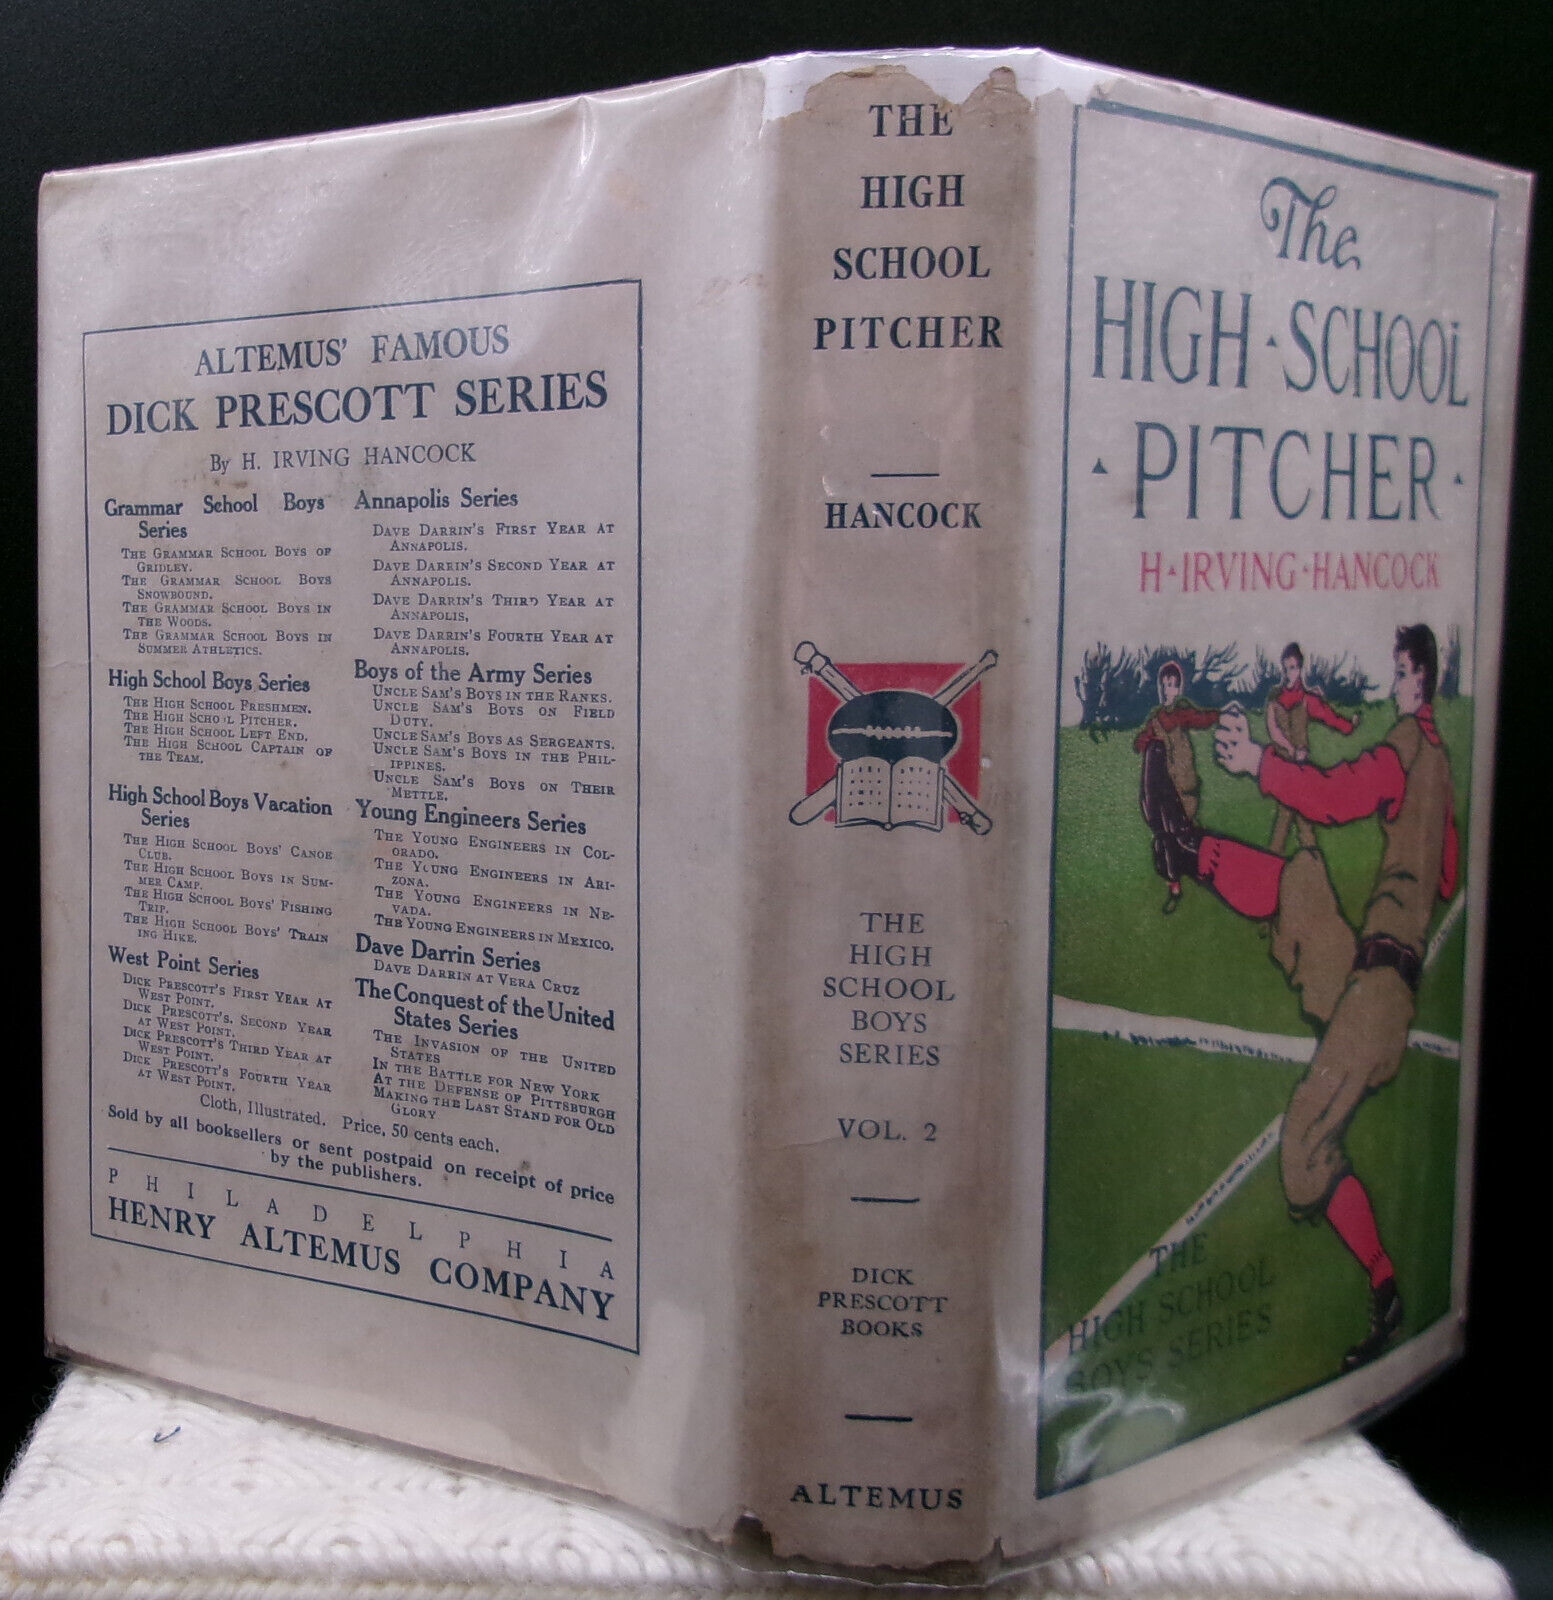 ALTEMUS' FAMOUS
DICK PRESCOTT SERIES
By H. IRVING HANCOCK
Grammar School Boys
Series
THE GRAMMAR SCHOOL BOYS OF
GRIDLEY.
THE GRAMMAR SCHOOL BOYS
SNOWBOUND.
THE GRAMMAR SCHOOL BOYS IN
THE WOODS.
THE GRAMMAR SCHOOL BOYS IN
SUMMER ATHLETICS.
High School Boys Series
THE HIGH SCHOOL FRESHMEN.
THE HIGH SCHOOL PITCHER.
THE HIGH SCHOOL LEFT END.
THE HIGH SCHOOL CAPTAIN OF
THE TEAM.
High School Boys Vacation
Series
THE HIGH SCHOOL BOYS' CANOE
CLUB.
THE HIGH SCHOOL BOYS IN SUM-
MER CAMP.
THE HIGH SCHOOL BOYS' FISHING
TRIP.
THE HIGH SCHOOL BOYS' TRAIN
ING HIKE.
West Point Series
DICK PRESCOTT'S FIRST YEAR AT
WEST POINT.
DICK PRESCOTT'S. SECOND YEAR
AT WEST POINT.
DICK PRESCOTT'S THIRD YEAR AT
WEST POINT.
DICK PRESCOTT'S FOURTH YEAR
AT WEST POINT.
Annapolis Series
DAVE DARRIN'S FIRST YEAR AT
ANNAPOLIS.
DAVE DARRIN'S SECOND YEAR AT
ANNAPOLIS.
DAVE DARRIN'S THIRD YEAR AT
ANNAPOLIS,
DAVE DARRIN'S FOURTH YEAR AT
ANNAPOLIS.
Boys of the Army Series
UNCLE SAM'S BOYS IN THE RANKS.
UNCLE SAM'S BOYS ON FIELD
DUTY.
UNCLE SAM'S BOYS AS SERGEANTS.
UNCLE SAM'S BOYS IN THE PHIL-
IPPINES.
UNCLE SAM'S BOYS ON THEIR
METTLE.
Young Engineers Series
THE YOUNG ENGINEERS IN COL-
ORADO.
THE YOUNG ENGINEERS IN ARI-
ZONA.
THE YOUNG ENGINEERS IN NE-
VADA.
THE YOUNG ENGINEERS IN MEXICO.
Dave Darrin Series
DAVE DARRIN AT VERA CRUZ
The Conquest of the United
States Series
THE INVASION OF THE UNITED
STATES
IN THE BATTLE FOR NEW YORK
AT THE DEFENSE OF PITTSBURGH
MAKING THE LAST STAND FOR OLD
GLORY
Cloth, Illustrated. Price, 50 cents each.
Sold by all booksellers or sent postpaid on receipt of price
by the publishers.
PHILADELPHIA
HENRY ALTEMUS COMPANY
THE
HIGH
SCHOOL
PITCHER
HANCOCK
THE
HIGH
SCHOOL
BOYS
SERIES
VOL. 2
DICK
PRESCOTT
BOOKS
ALTEMUS
The
HIGH SCHOOL
PITCHER
H. IRVING HANCOCK
THE
HIGH SCHOOL
BOYS SERIES